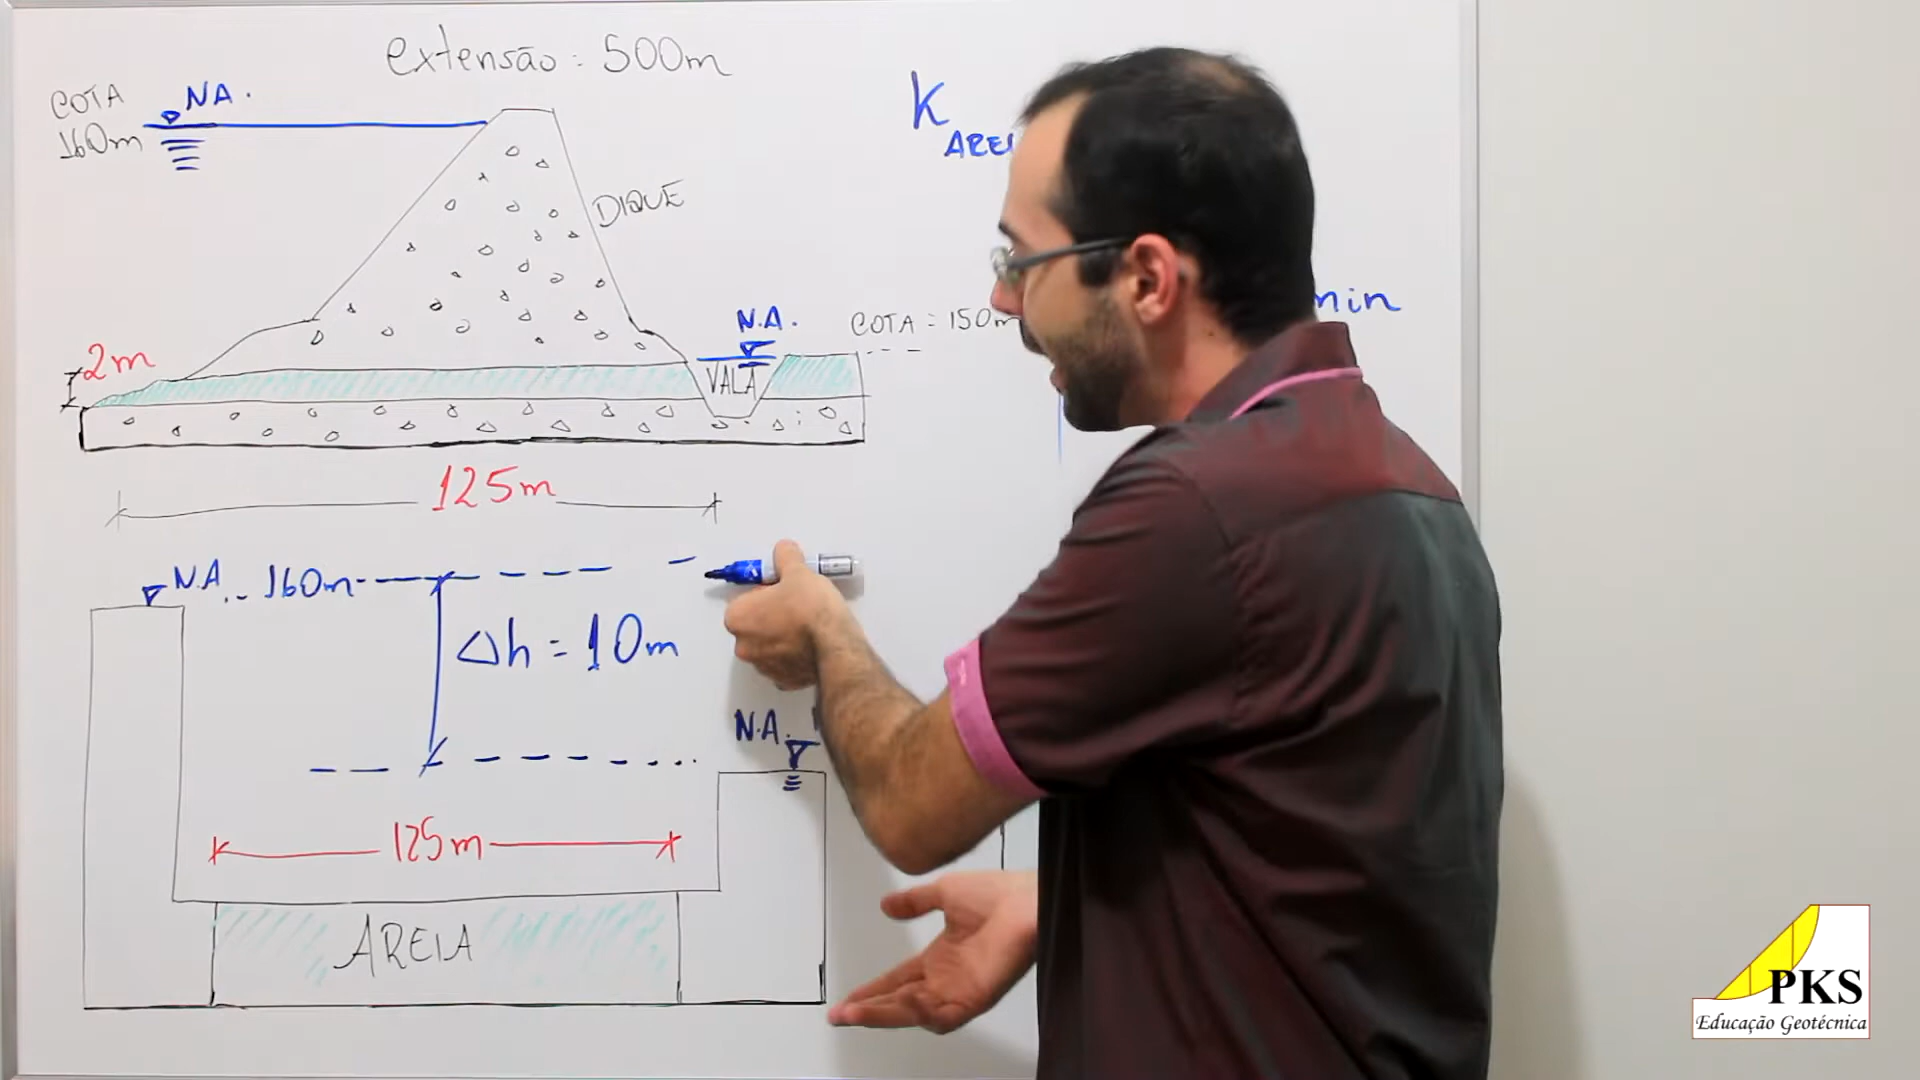 extensão: 500m
COTA
160m
NA.
K
DIQUE
min
N.A.
COTA = 150m
2m
VALA
125m
N.A. - 160m
Δh = 10m
N.A.
125m
AREIA
PKS
Educação Geotécnica